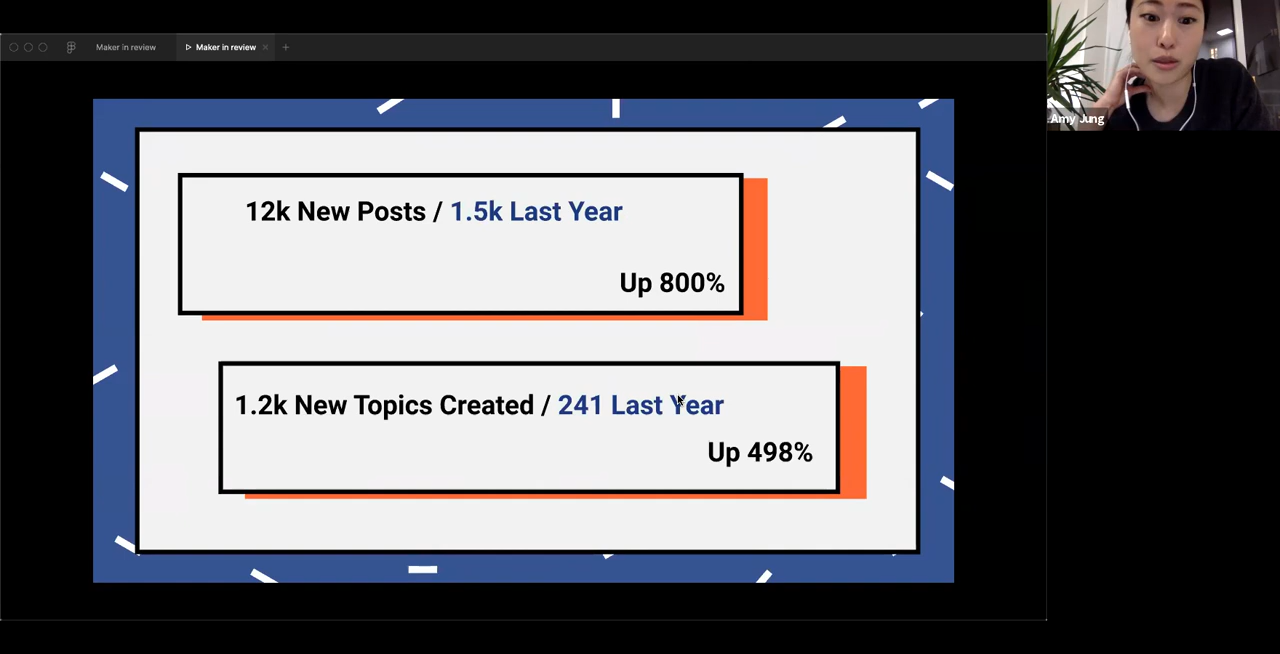 Maker in review
Maker in review
Amy Jung
12k New Posts / 1.5k Last Year
Up 800%
1.2k New Topics Created / 241 Last Year
Up 498%